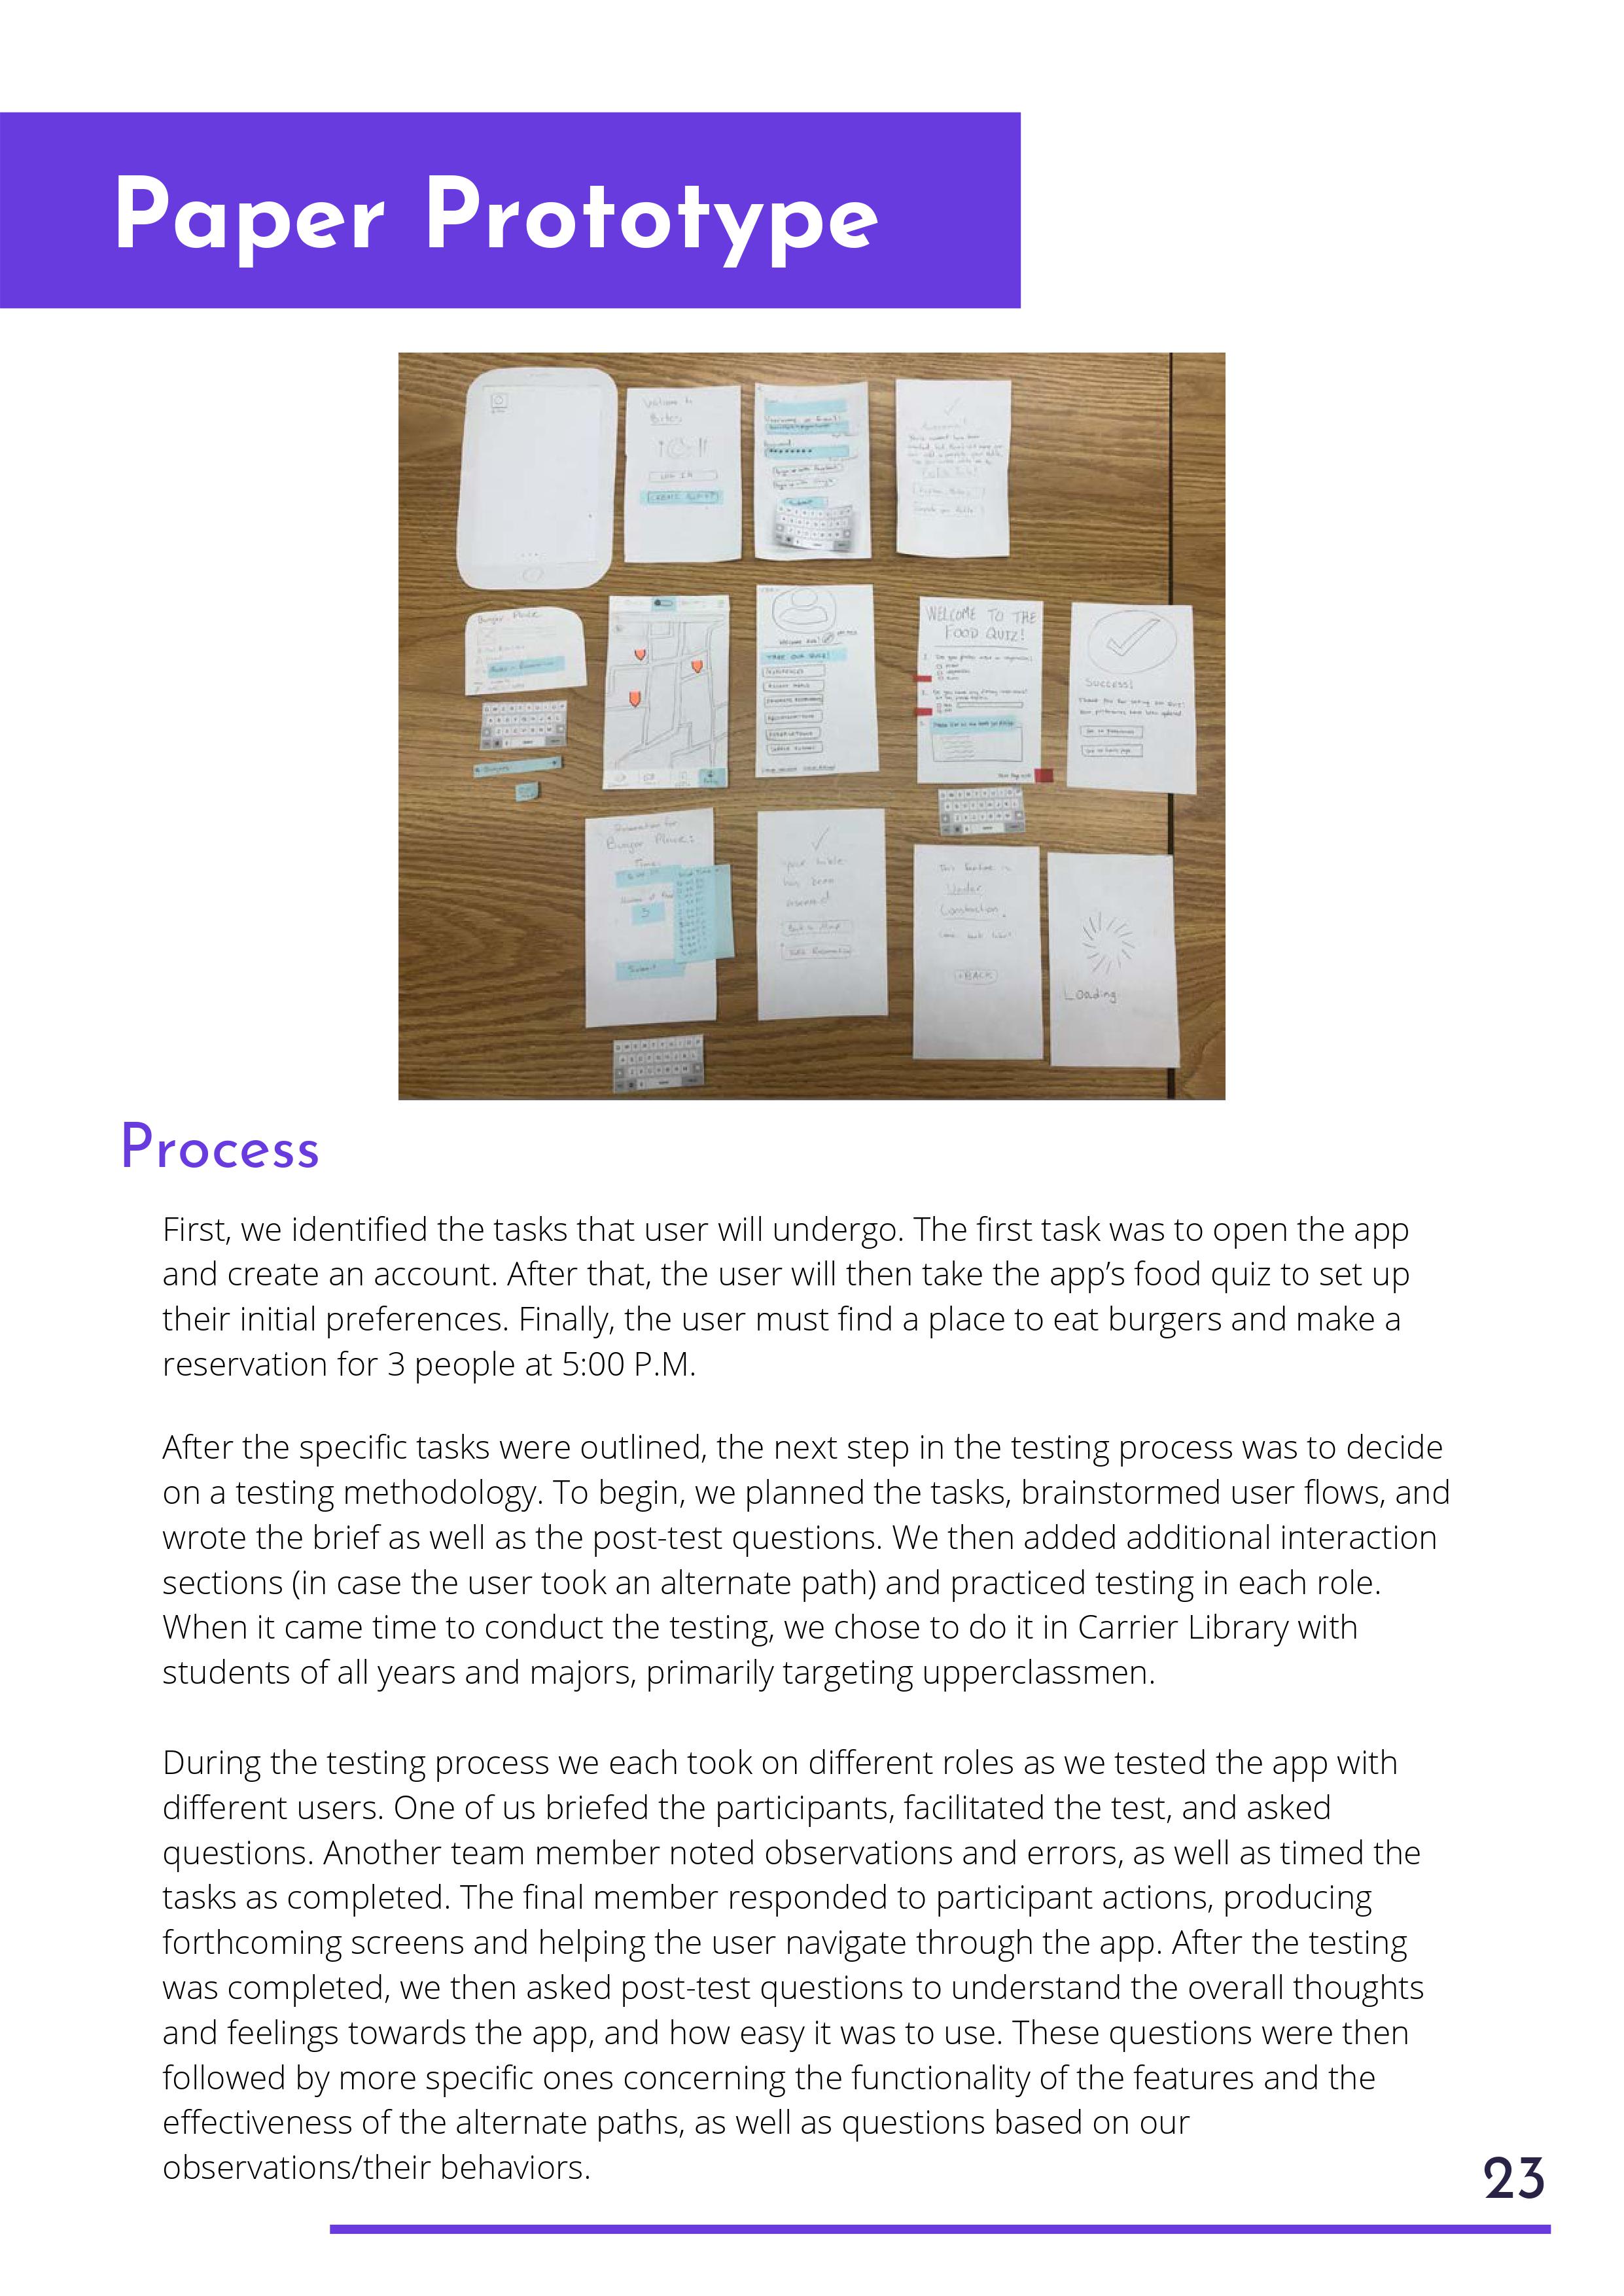 Paper Prototype
Welcome to
Bites
LOG IN
CREATE ACCOUNT
Burger Place
Burgers
TAKE OUR QUIZ!
WELCOME TO THE
FOOD QUIZ!
SUCCESS!
Reservation for
Burger Place:
Time:
3
Submit
your table
has been
reserved
Back to Map
This feature is
Under
Construction.
Come back later!
BACK
Loading
Process
First, we identified the tasks that user will undergo. The first task was to open the app
and create an account. After that, the user will then take the app’s food quiz to set up
their initial preferences. Finally, the user must find a place to eat burgers and make a
reservation for 3 people at 5:00 P.M.
After the specific tasks were outlined, the next step in the testing process was to decide
on a testing methodology. To begin, we planned the tasks, brainstormed user flows, and
wrote the brief as well as the post-test questions. We then added additional interaction
sections (in case the user took an alternate path) and practiced testing in each role.
When it came time to conduct the testing, we chose to do it in Carrier Library with
students of all years and majors, primarily targeting upperclassmen.
During the testing process we each took on different roles as we tested the app with
different users. One of us briefed the participants, facilitated the test, and asked
questions. Another team member noted observations and errors, as well as timed the
tasks as completed. The final member responded to participant actions, producing
forthcoming screens and helping the user navigate through the app. After the testing
was completed, we then asked post-test questions to understand the overall thoughts
and feelings towards the app, and how easy it was to use. These questions were then
followed by more specific ones concerning the functionality of the features and the
effectiveness of the alternate paths, as well as questions based on our
observations/their behaviors.
23